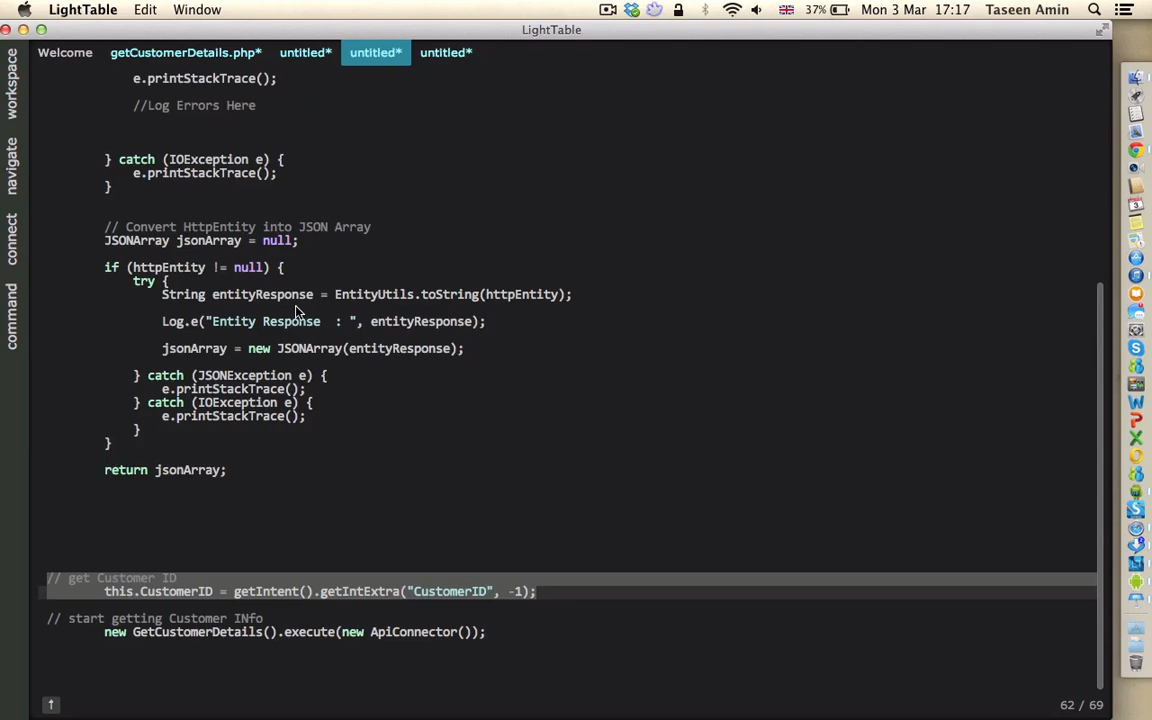 LightTable Edit Window 37% Mon 3 Mar 17:17 Taseen Amin
LightTable
Welcome getCustomerDetails.php* untitled* untitled* untitled*
workspace
navigate
connect
command
e.printStackTrace();
//Log Errors Here
} catch (IOException e) {
e.printStackTrace();
}
// Convert HttpEntity into JSON Array
JSONArray jsonArray = null;
if (httpEntity != null) {
try {
String entityResponse = EntityUtils.toString(httpEntity);
Log.e("Entity Response  : ", entityResponse);
jsonArray = new JSONArray(entityResponse);
} catch (JSONException e) {
e.printStackTrace();
} catch (IOException e) {
e.printStackTrace();
}
}
return jsonArray;
// get Customer ID
this.CustomerID = getIntent().getIntExtra("CustomerID", -1);
// start getting Customer INfo
new GetCustomerDetails().execute(new ApiConnector());
↑ 62 / 69